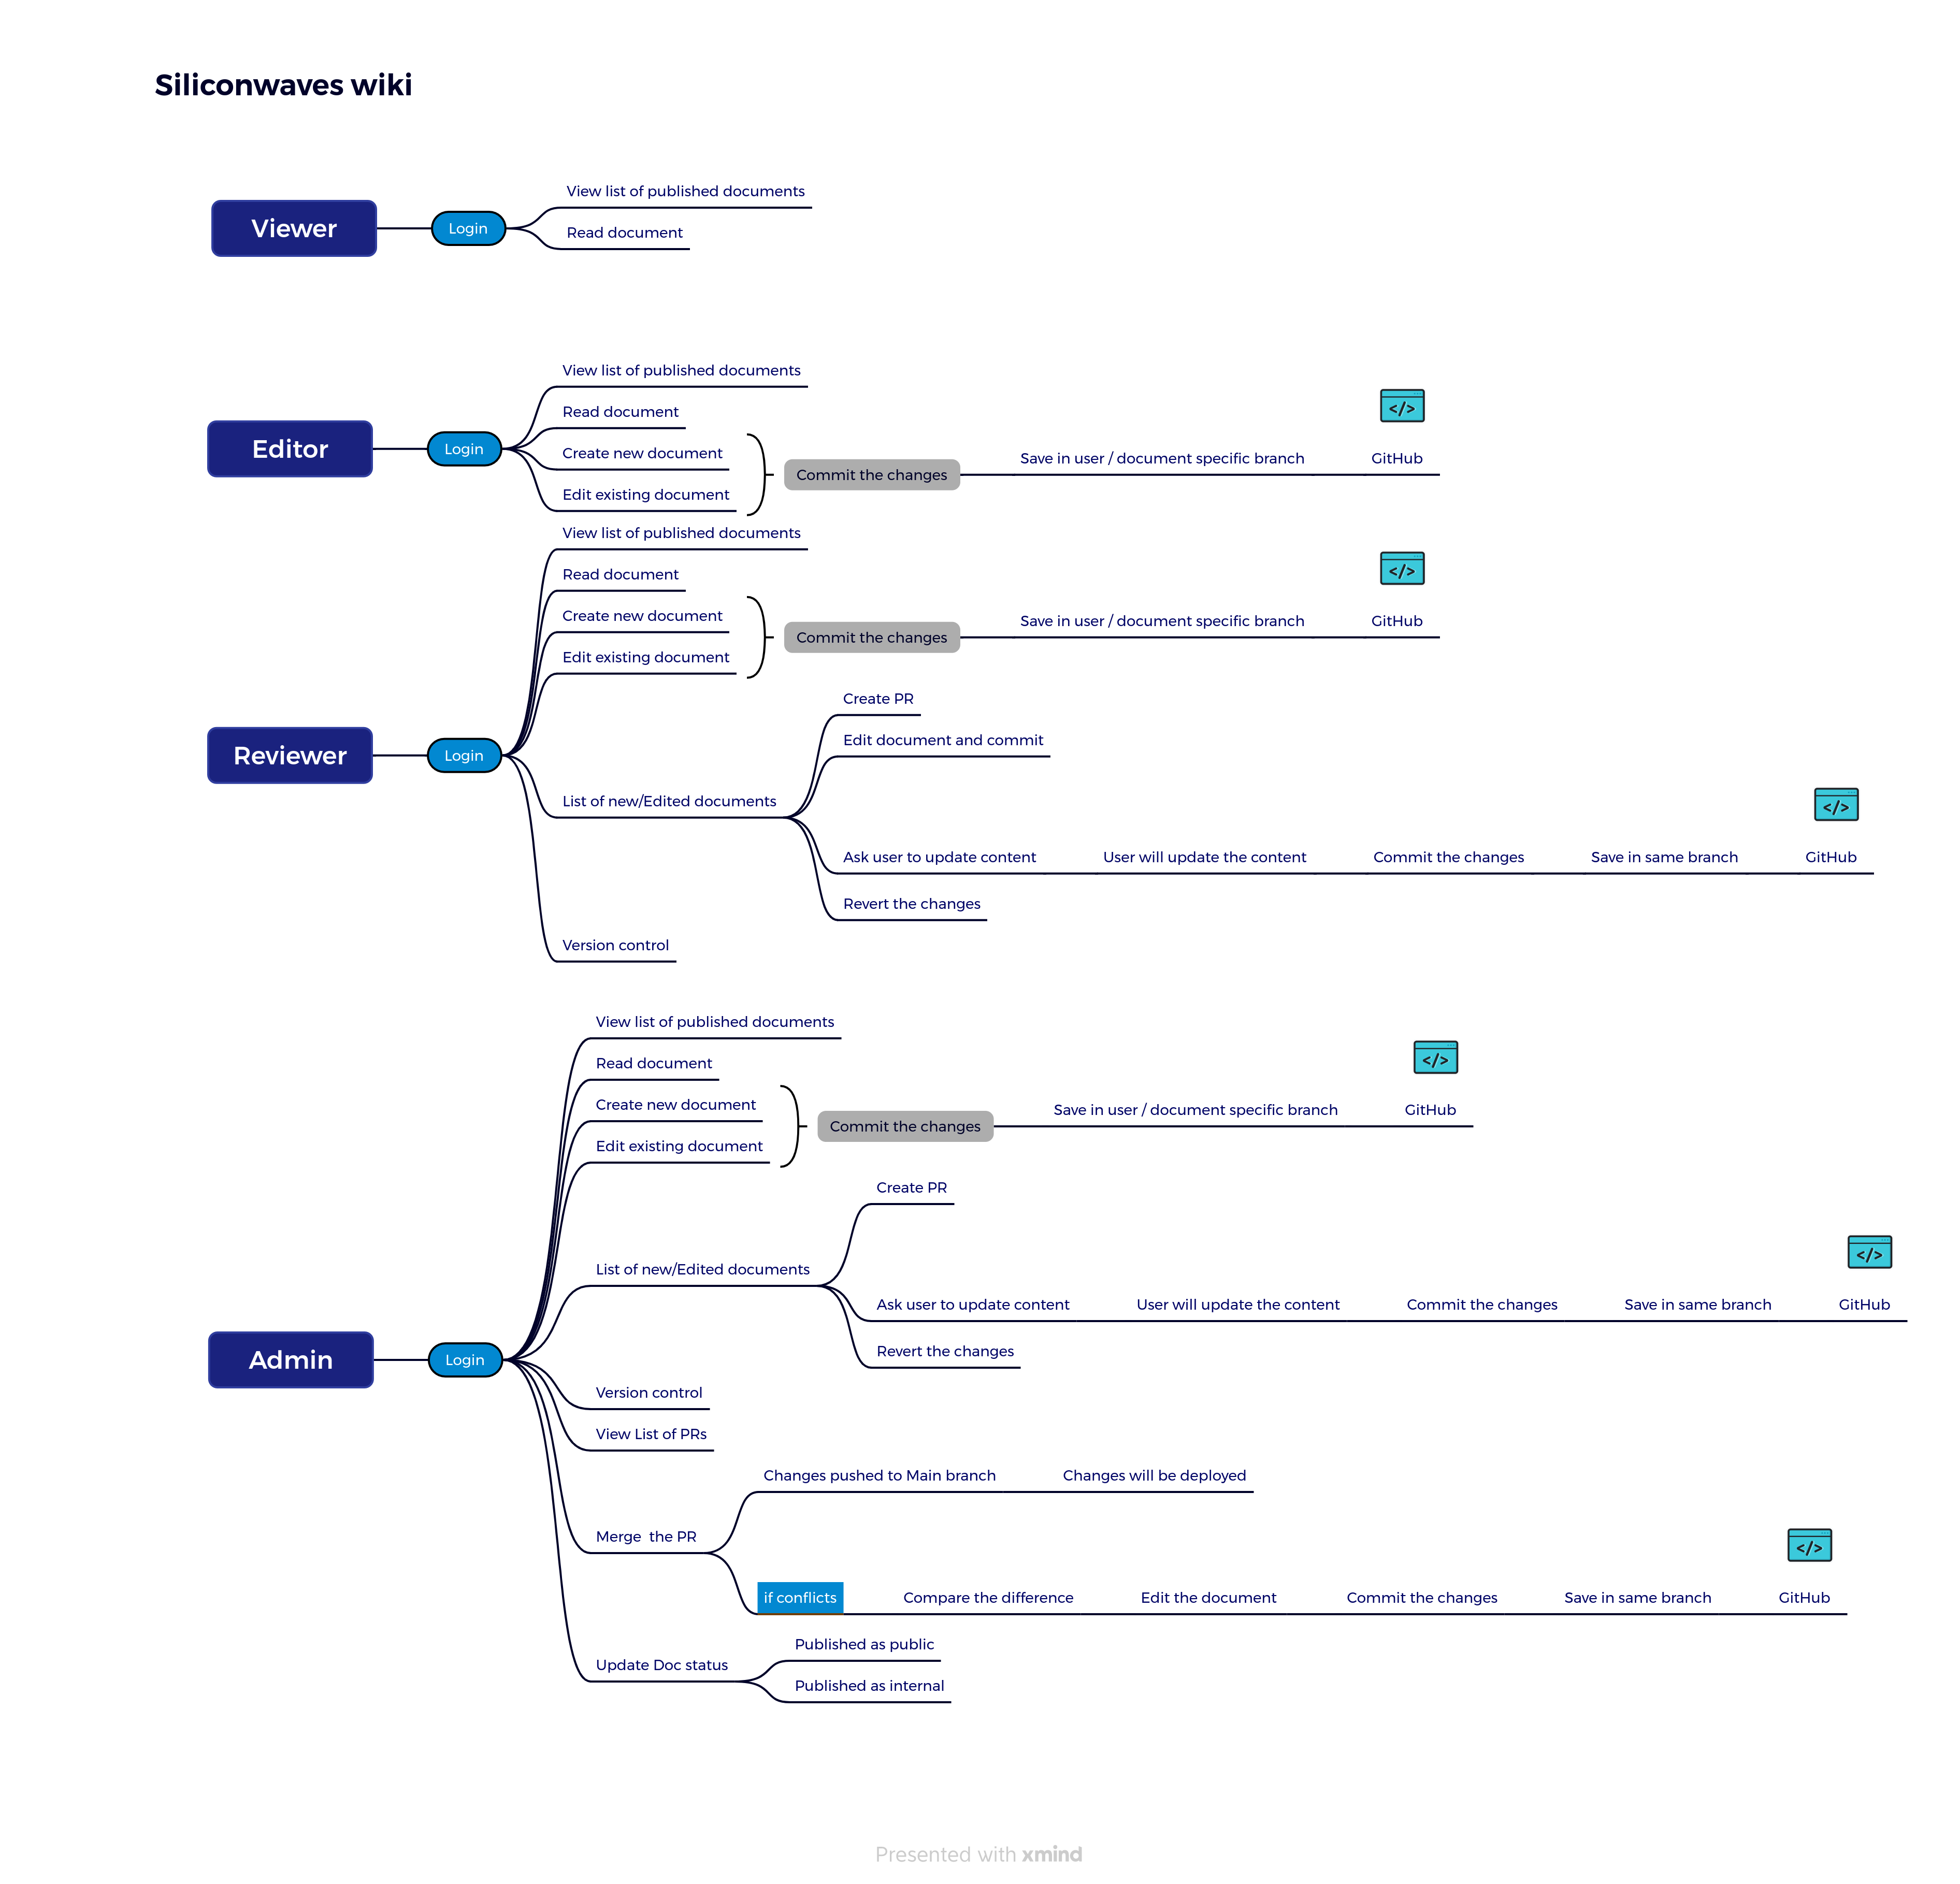 Siliconwaves wiki
Viewer
Login
View list of published documents
Read document
Editor
Login
View list of published documents
Read document
Create new document
Edit existing document
Commit the changes
Save in user / document specific branch
</>
GitHub
Reviewer
Login
View list of published documents
Read document
Create new document
Edit existing document
Commit the changes
Save in user / document specific branch
</>
GitHub
List of new/Edited documents
Create PR
Edit document and commit
Ask user to update content
User will update the content
Commit the changes
Save in same branch
</>
GitHub
Revert the changes
Version control
Admin
Login
View list of published documents
Read document
Create new document
Edit existing document
Commit the changes
Save in user / document specific branch
</>
GitHub
List of new/Edited documents
Create PR
Ask user to update content
User will update the content
Commit the changes
Save in same branch
</>
GitHub
Revert the changes
Version control
View List of PRs
Merge  the PR
Changes pushed to Main branch
Changes will be deployed
if conflicts
Compare the difference
Edit the document
Commit the changes
Save in same branch
</>
GitHub
Update Doc status
Published as public
Published as internal
Presented with xmind